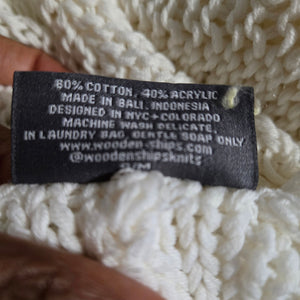 60% COTTON, 40% ACRYLIC
MADE IN BALI, INDONESIA
DESIGNED IN NYC + COLORADO
MACHINE WASH DELICATE,
IN LAUNDRY BAG, GENTLE SOAP ONLY
www.wooden-ships.com
@woodenshipsknits
S/M